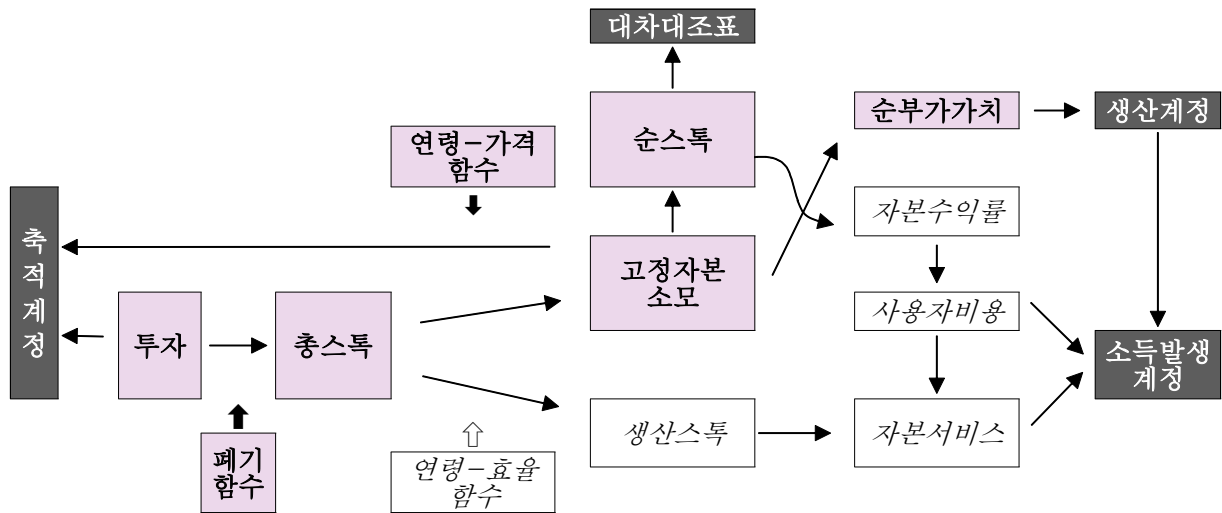 대차대조표
순스톡
순부가가치
생산계정
연령-가격
함수
자본수익률
축
적
계
정
고정자본
소모
투자
총스톡
사용자비용
소득발생
계정
폐기
함수
연령-효율
함수
생산스톡
자본서비스